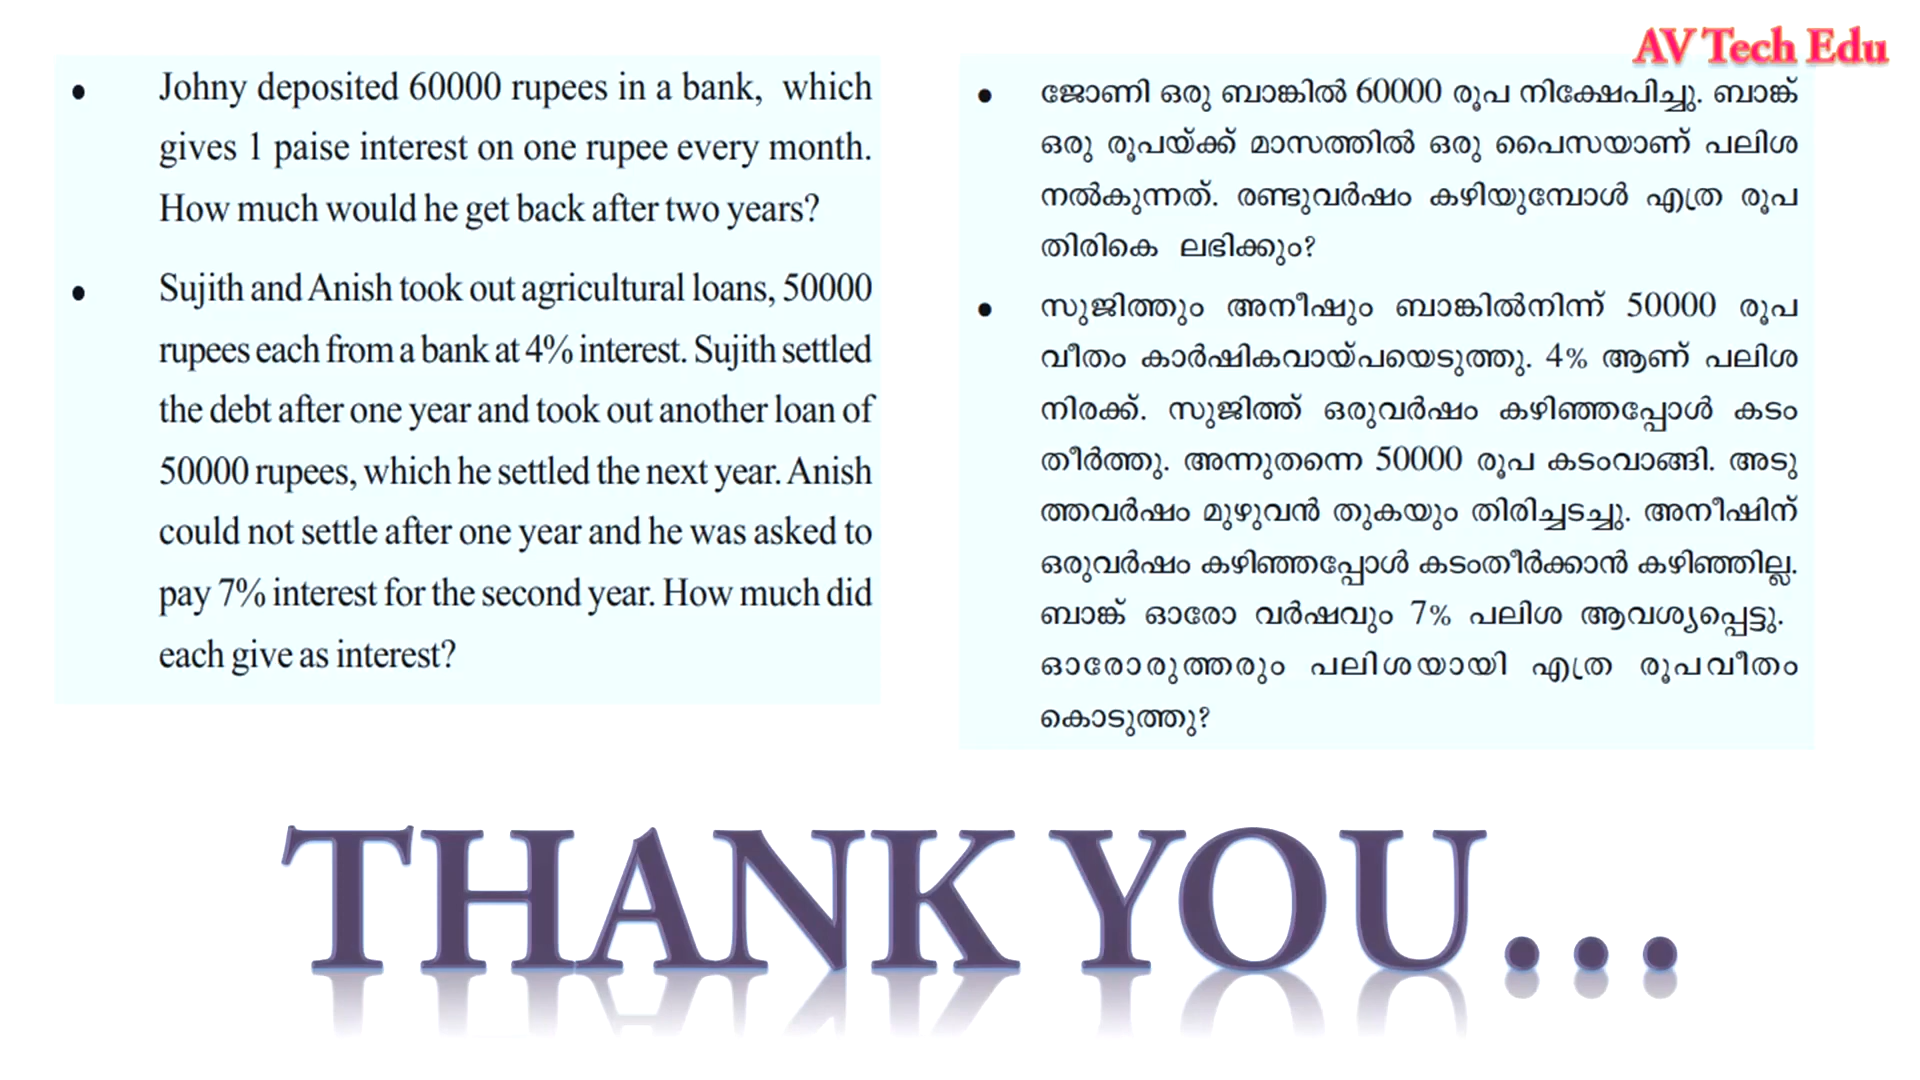 AV Tech Edu
• Johny deposited 60000 rupees in a bank, which
gives 1 paise interest on one rupee every month.
How much would he get back after two years?
• Sujith and Anish took out agricultural loans, 50000
rupees each from a bank at 4% interest. Sujith settled
the debt after one year and took out another loan of
50000 rupees, which he settled the next year. Anish
could not settle after one year and he was asked to
pay 7% interest for the second year. How much did
each give as interest?
• ജോണി ഒരു ബാങ്കിൽ 60000 രൂപ നിക്ഷേപിച്ചു. ബാങ്ക്
ഒരു രൂപയ്ക്ക് മാസത്തിൽ ഒരു പൈസയാണ് പലിശ
നൽകുന്നത്. രണ്ടുവർഷം കഴിയുമ്പോൾ എത്ര രൂപ
തിരികെ ലഭിക്കും?
• സുജിത്തും അനീഷും ബാങ്കിൽനിന്ന് 50000 രൂപ
വീതം കാർഷികവായ്പയെടുത്തു. 4% ആണ് പലിശ
നിരക്ക്. സുജിത്ത് ഒരുവർഷം കഴിഞ്ഞപ്പോൾ കടം
തീർത്തു. അന്നുതന്നെ 50000 രൂപ കടംവാങ്ങി. അടു
ത്തവർഷം മുഴുവൻ തുകയും തിരിച്ചടച്ചു. അനീഷിന്
ഒരുവർഷം കഴിഞ്ഞപ്പോൾ കടംതീർക്കാൻ കഴിഞ്ഞില്ല.
ബാങ്ക് ഓരോ വർഷവും 7% പലിശ ആവശ്യപ്പെട്ടു.
ഓരോരുത്തരും പലിശയായി എത്ര രൂപവീതം
കൊടുത്തു?
THANK YOU...